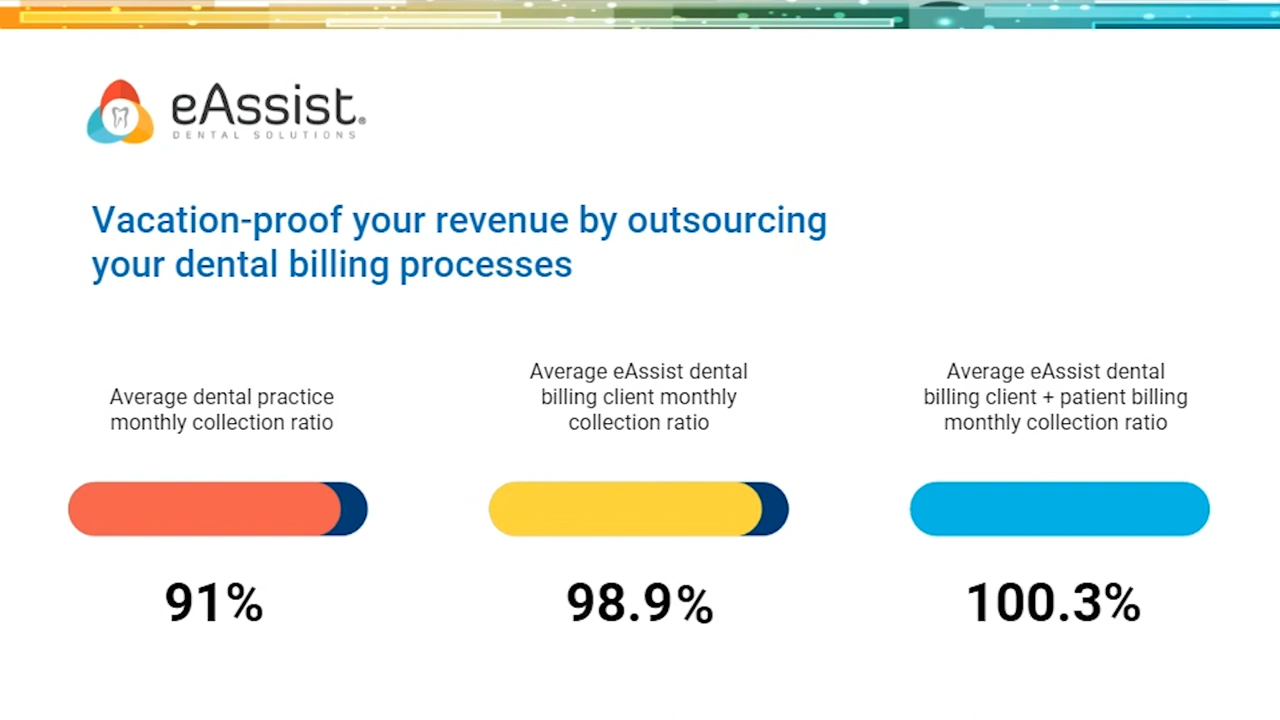 eAssist®
DENTAL SOLUTIONS
Vacation-proof your revenue by outsourcing
your dental billing processes
Average dental practice
monthly collection ratio
91%
Average eAssist dental
billing client monthly
collection ratio
98.9%
Average eAssist dental
billing client + patient billing
monthly collection ratio
100.3%